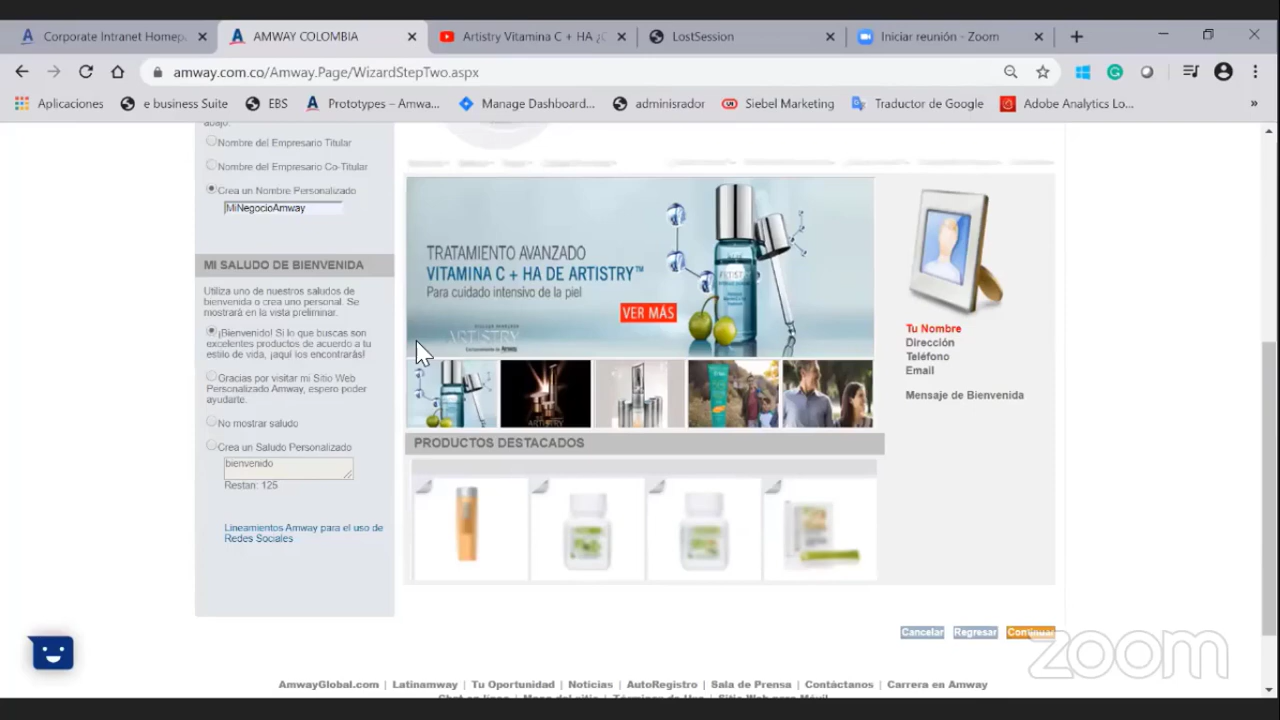 Corporate Intranet Homep
AMWAY COLOMBIA
Artistry Vitamina C + HA ¿C
LostSession
Iniciar reunión - Zoom
amway.com.co/Amway.Page/WizardStepTwo.aspx
Aplicaciones
e business Suite
EBS
Prototypes – Amwa...
Manage Dashboard...
adminisrador
Siebel Marketing
Traductor de Google
Adobe Analytics Lo...
»
abajo:
Nombre del Empresario Titular
Nombre del Empresario Co-Titular
Crea un Nombre Personalizado
MiNegocioAmway
MI SALUDO DE BIENVENIDA
Utiliza uno de nuestros saludos de
bienvenida o crea uno personal. Se
mostrará en la vista preliminar.
¡Bienvenido! Si lo que buscas son
excelentes productos de acuerdo a tu
estilo de vida, ¡aquí los encontrarás!
Gracias por visitar mi Sitio Web
Personalizado Amway, espero poder
ayudarte.
No mostrar saludo
Crea un Saludo Personalizado
bienvenido
Restan: 125
Lineamientos Amway para el uso de
Redes Sociales
TRATAMIENTO AVANZADO
VITAMINA C + HA DE ARTISTRY™
Para cuidado intensivo de la piel
VER MÁS
ARTISTRY
ARTISTRY
Tu Nombre
Dirección
Teléfono
Email
Mensaje de Bienvenida
PRODUCTOS DESTACADOS
Cancelar
Regresar
Continuar
zoom
AmwayGlobal.com | Latinamway | Tu Oportunidad | Noticias | AutoRegistro | Sala de Prensa | Contáctanos | Carrera en Amway